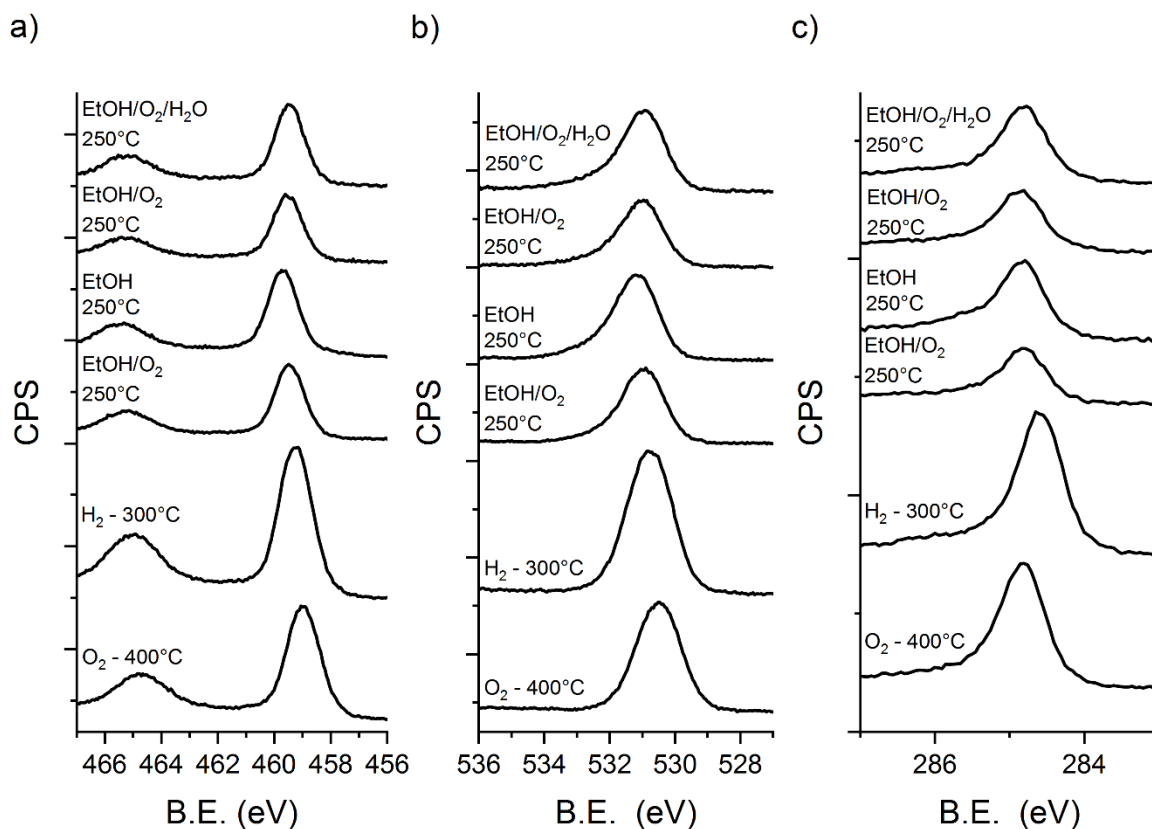 a)
EtOH/O₂/H₂O
250°C
EtOH/O₂
250°C
EtOH
250°C
EtOH/O₂
250°C
H₂ - 300°C
O₂ - 400°C
CPS
466 464 462 460 458 456
B.E. (eV)
b)
EtOH/O₂/H₂O
250°C
EtOH/O₂
250°C
EtOH
250°C
EtOH/O₂
250°C
H₂ - 300°C
O₂ - 400°C
CPS
536 534 532 530 528
B.E. (eV)
c)
EtOH/O₂/H₂O
250°C
EtOH/O₂
250°C
EtOH
250°C
EtOH/O₂
250°C
H₂ - 300°C
O₂ - 400°C
CPS
286 284
B.E. (eV)